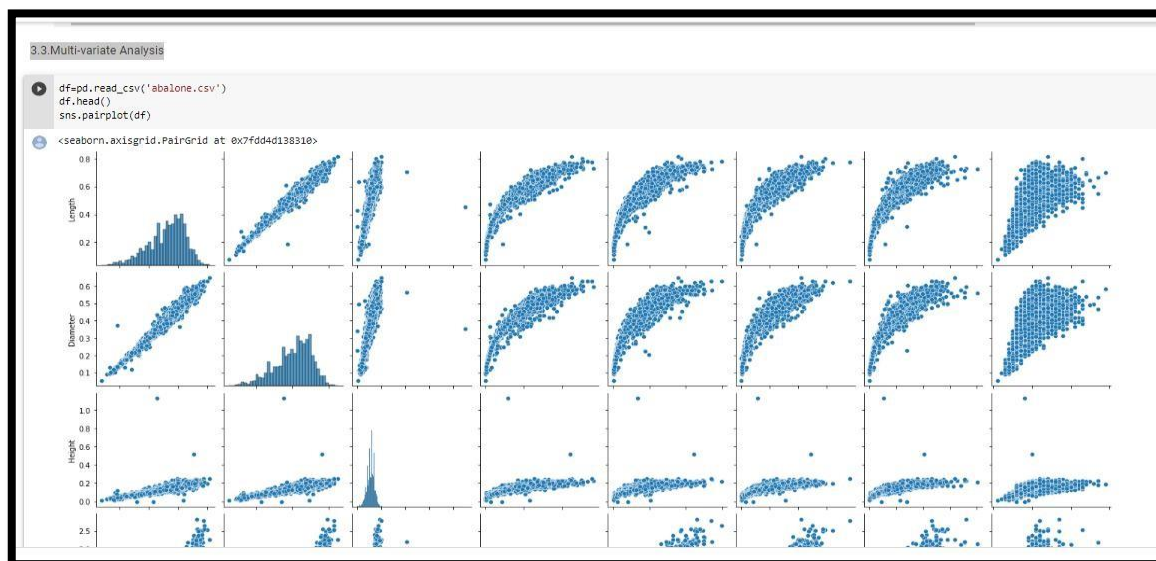 3.3.Multi-variate Analysis
df=pd.read_csv('abalone.csv')
df.head()
sns.pairplot(df)
<seaborn.axisgrid.PairGrid at 0x7fdd4d138310>
0.8
0.6
0.4
0.2
Length
0.6
0.5
0.4
0.3
0.2
0.1
Diameter
1.0
0.8
0.6
0.4
0.2
0.0
Height
2.5